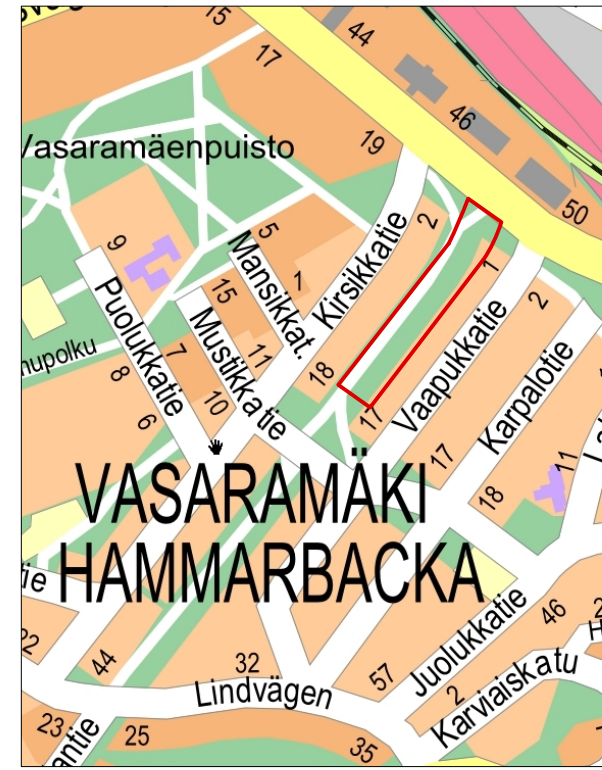 15
44
17
46
19
50
Vasaramäenpuisto
9
5
Mansikkat.
1
Kirsikkatie
2
1
2
Puolukkatie
15
Mustikkatie
11
18
7
8
10
6
17
Vaapukkatie
17
Karpalotie
18
11
VASARAMÄKI
HAMMARBACKA
22
44
32
Lindvägen
57
Juolukkatie
46
2
Karviaiskatu
23
25
35